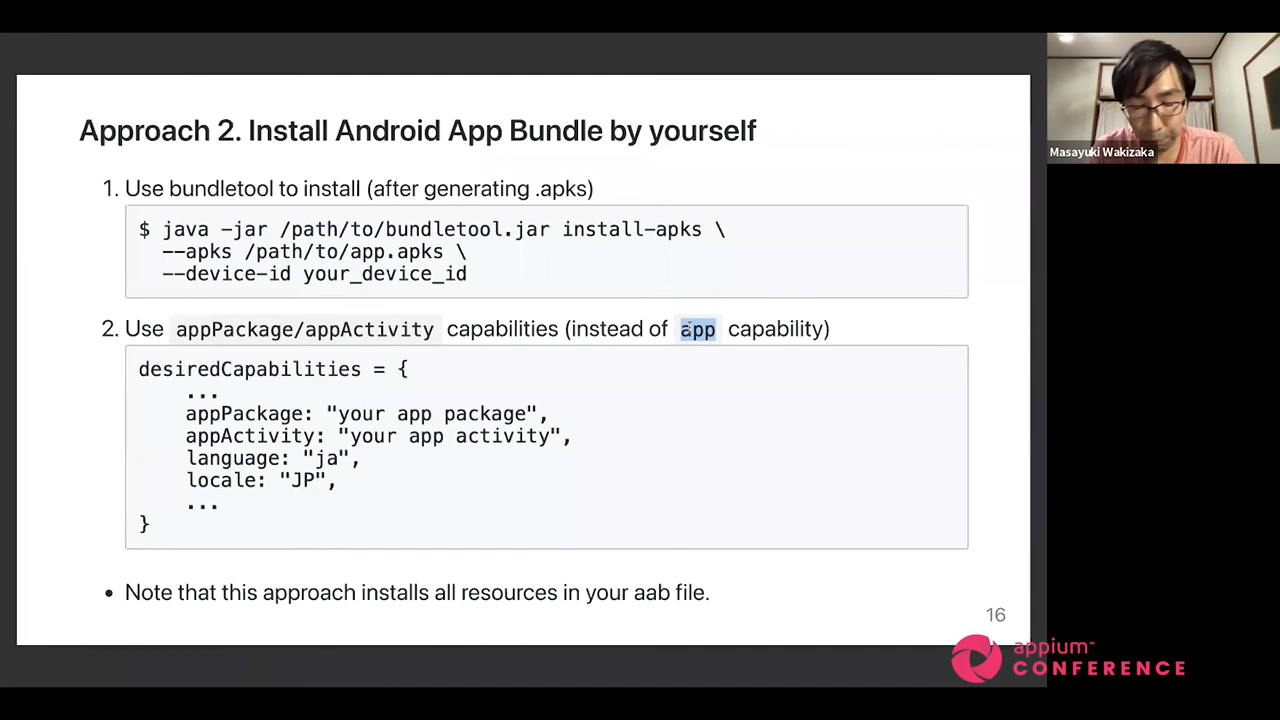 Approach 2. Install Android App Bundle by yourself
1. Use bundletool to install (after generating .apks)
$ java -jar /path/to/bundletool.jar install-apks \
--apks /path/to/app.apks \
--device-id your_device_id
2. Use appPackage/appActivity capabilities (instead of app capability)
desiredCapabilities = {
...
appPackage: "your app package",
appActivity: "your app activity",
language: "ja",
locale: "JP",
...
}
• Note that this approach installs all resources in your aab file.
16
Masayuki Wakizaka
appium™
CONFERENCE